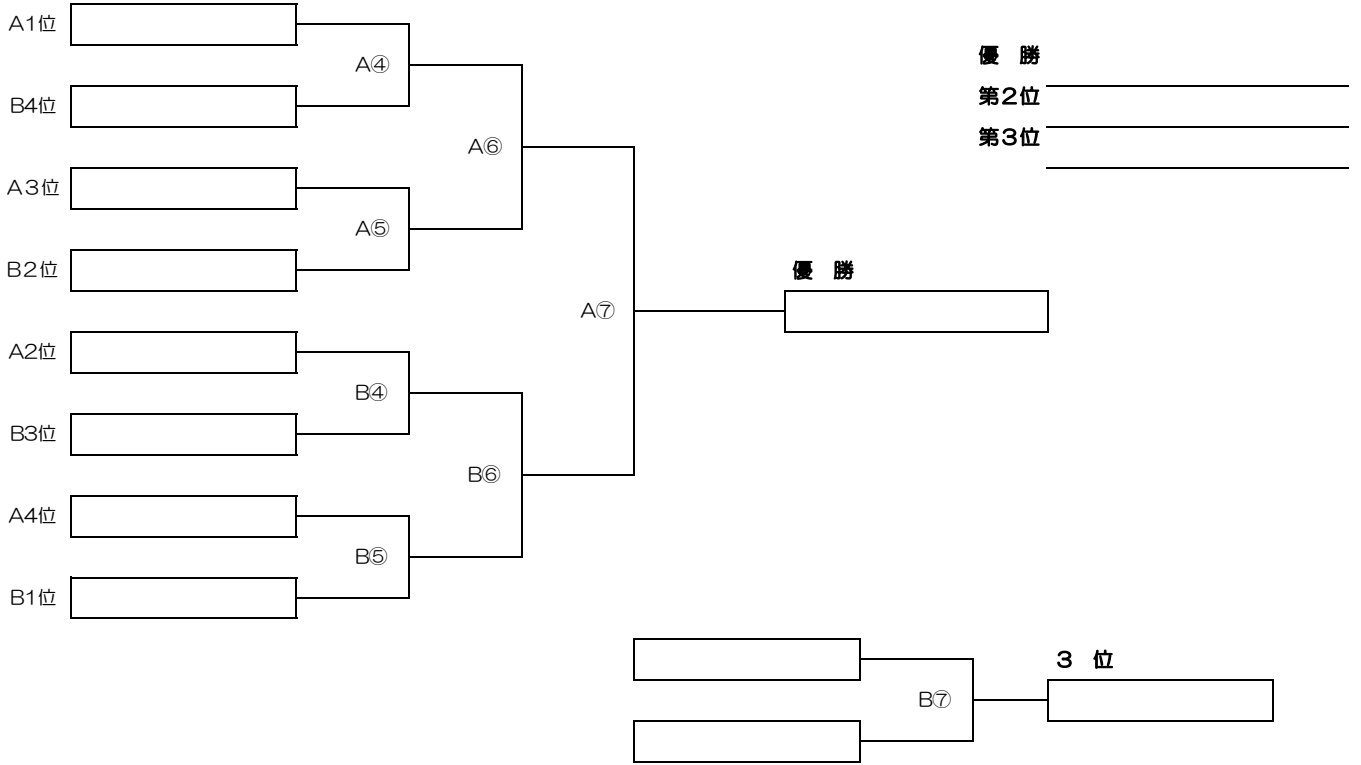 A1位
A④
B4位
A⑥
A３位
A⑤
B２位
A⑦
A2位
B④
B3位
B⑥
A4位
B⑤
B1位
優　勝
第2位
第3位
優　勝
B⑦
３　位